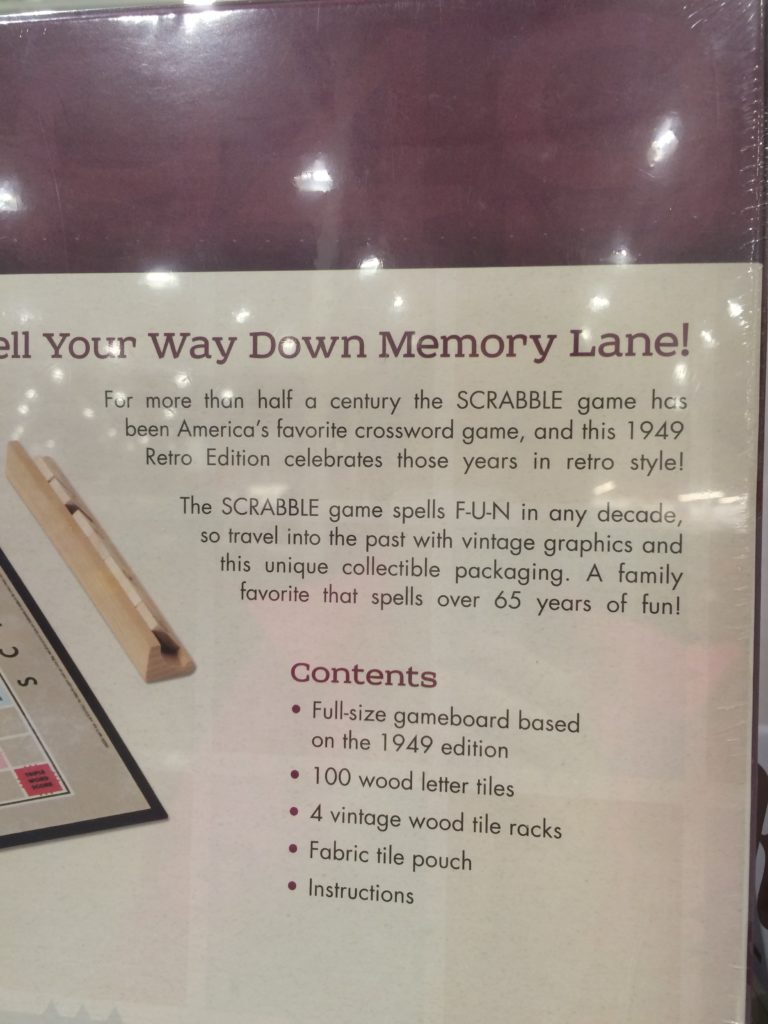 ell Your Way Down Memory Lane!
For more than half a century the SCRABBLE game has
been America's favorite crossword game, and this 1949
Retro Edition celebrates those years in retro style!
The SCRABBLE game spells F-U-N in any decade,
so travel into the past with vintage graphics and
this unique collectible packaging. A family
favorite that spells over 65 years of fun!
Contents
• Full-size gameboard based
on the 1949 edition
• 100 wood letter tiles
• 4 vintage wood tile racks
• Fabric tile pouch
• Instructions
S C
TRIPLE
WORD
SCORE